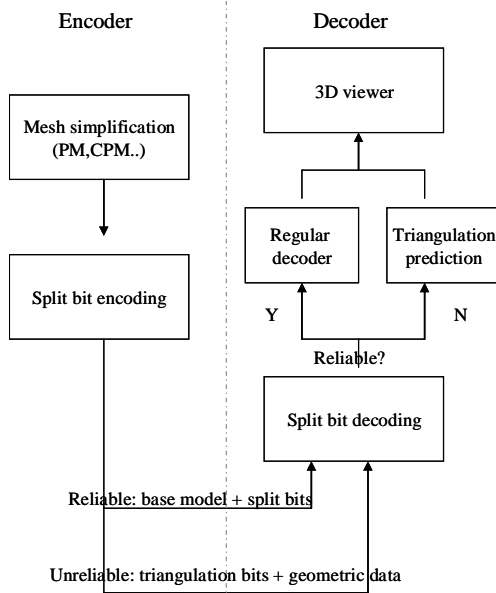 Encoder
Decoder
3D viewer
Mesh simplification
(PM,CPM..)
Regular
decoder
Triangulation
prediction
Split bit encoding
Y
N
Reliable?
Split bit decoding
Reliable: base model + split bits
Unreliable: triangulation bits + geometric data